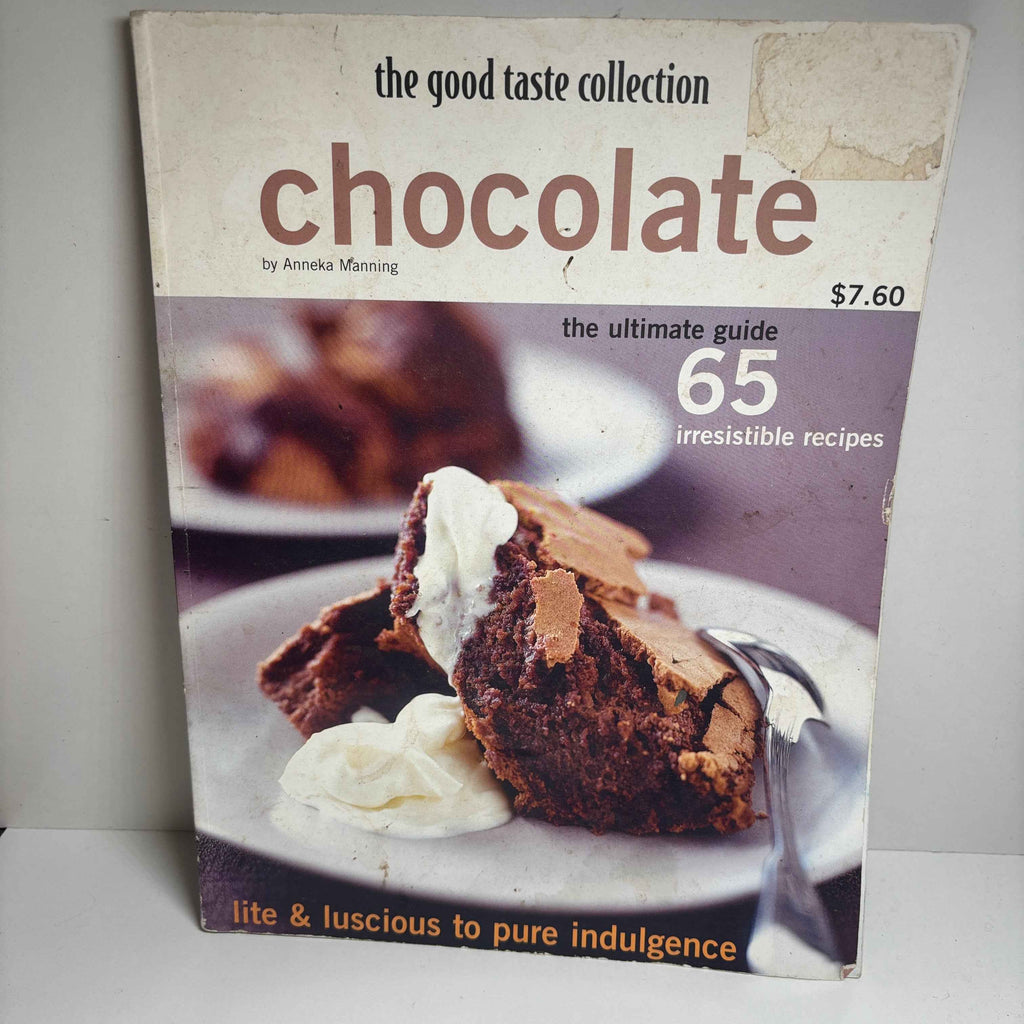 the good taste collection
chocolate
by Anneka Manning
$7.60
the ultimate guide
65
irresistible recipes
lite & luscious to pure indulgence